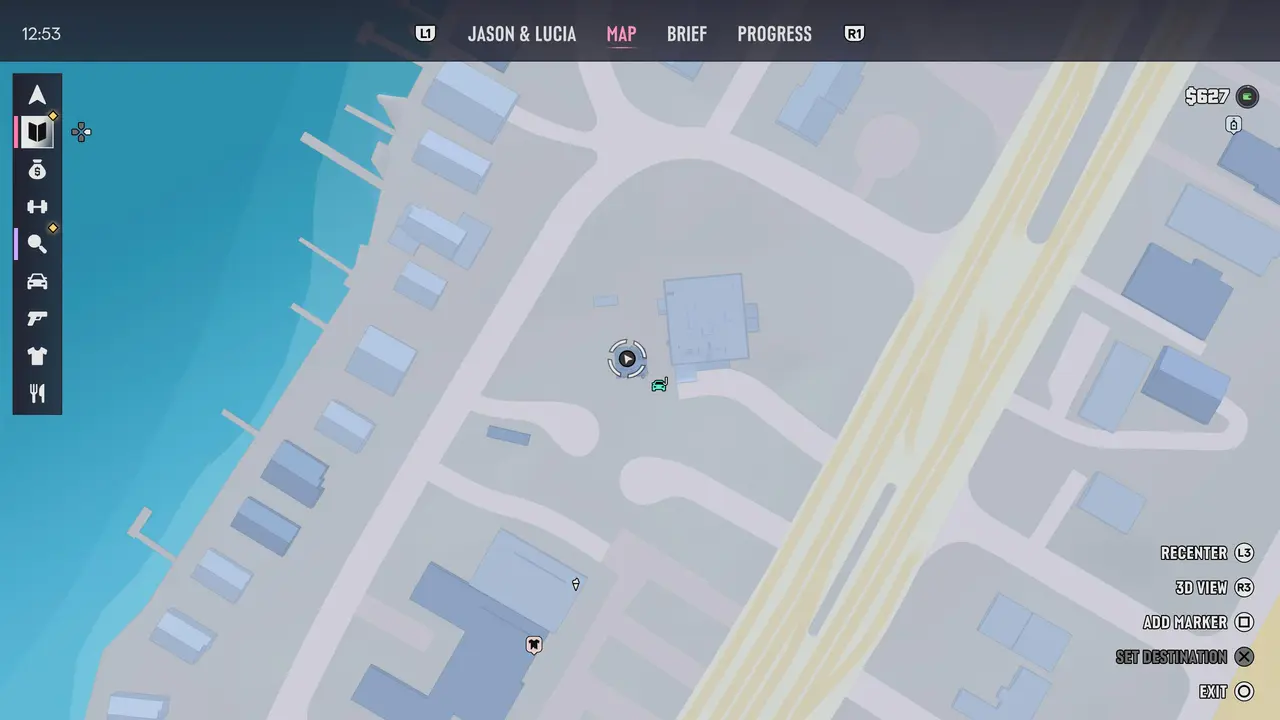 12:53
L1
JASON & LUCIA
MAP
BRIEF
PROGRESS
R1
$627
RECENTER L3
3D VIEW R3
ADD MARKER
SET DESTINATION
EXIT